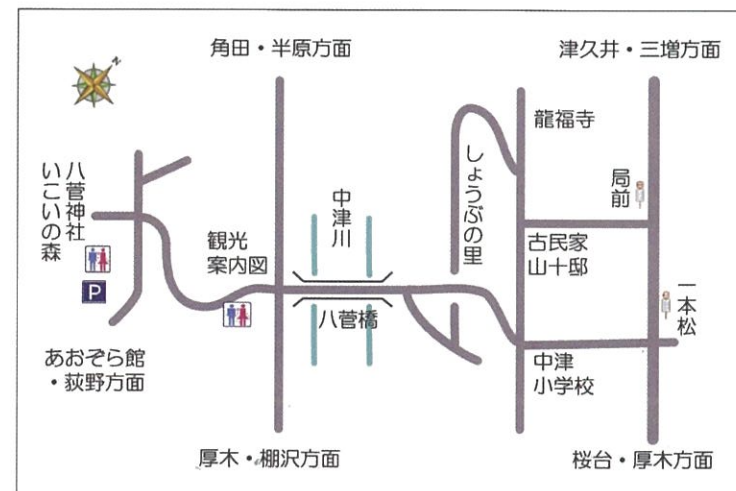 角田・半原方面
津久井・三増方面
N
龍福寺
八菅神社
いこいの森
しょうぶの里
局前
中津川
観光
案内図
古民家
山十邸
一本松
P
八菅橋
あおぞら館
・荻野方面
中津
小学校
厚木・棚沢方面
桜台・厚木方面